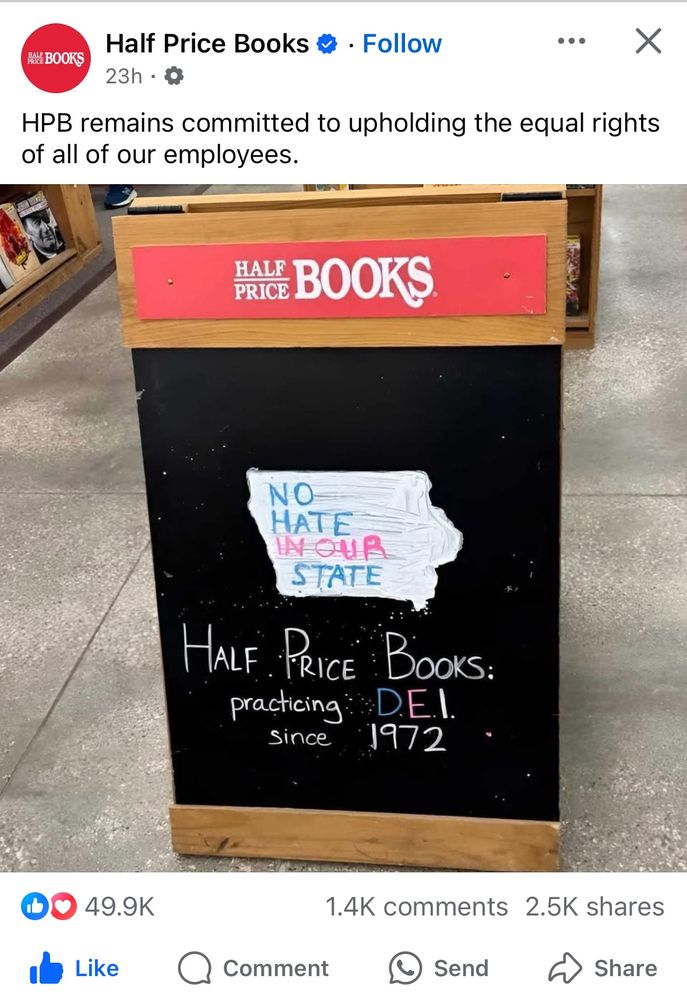 Half Price Books · Follow
23h ·
HPB remains committed to upholding the equal rights
of all of our employees.
HALF
PRICE BOOKS
NO
HATE
IN OUR
STATE
HALF PRICE BOOKS:
practicing D.E.I.
since 1972
49.9K 1.4K comments 2.5K shares
Like Comment Send Share